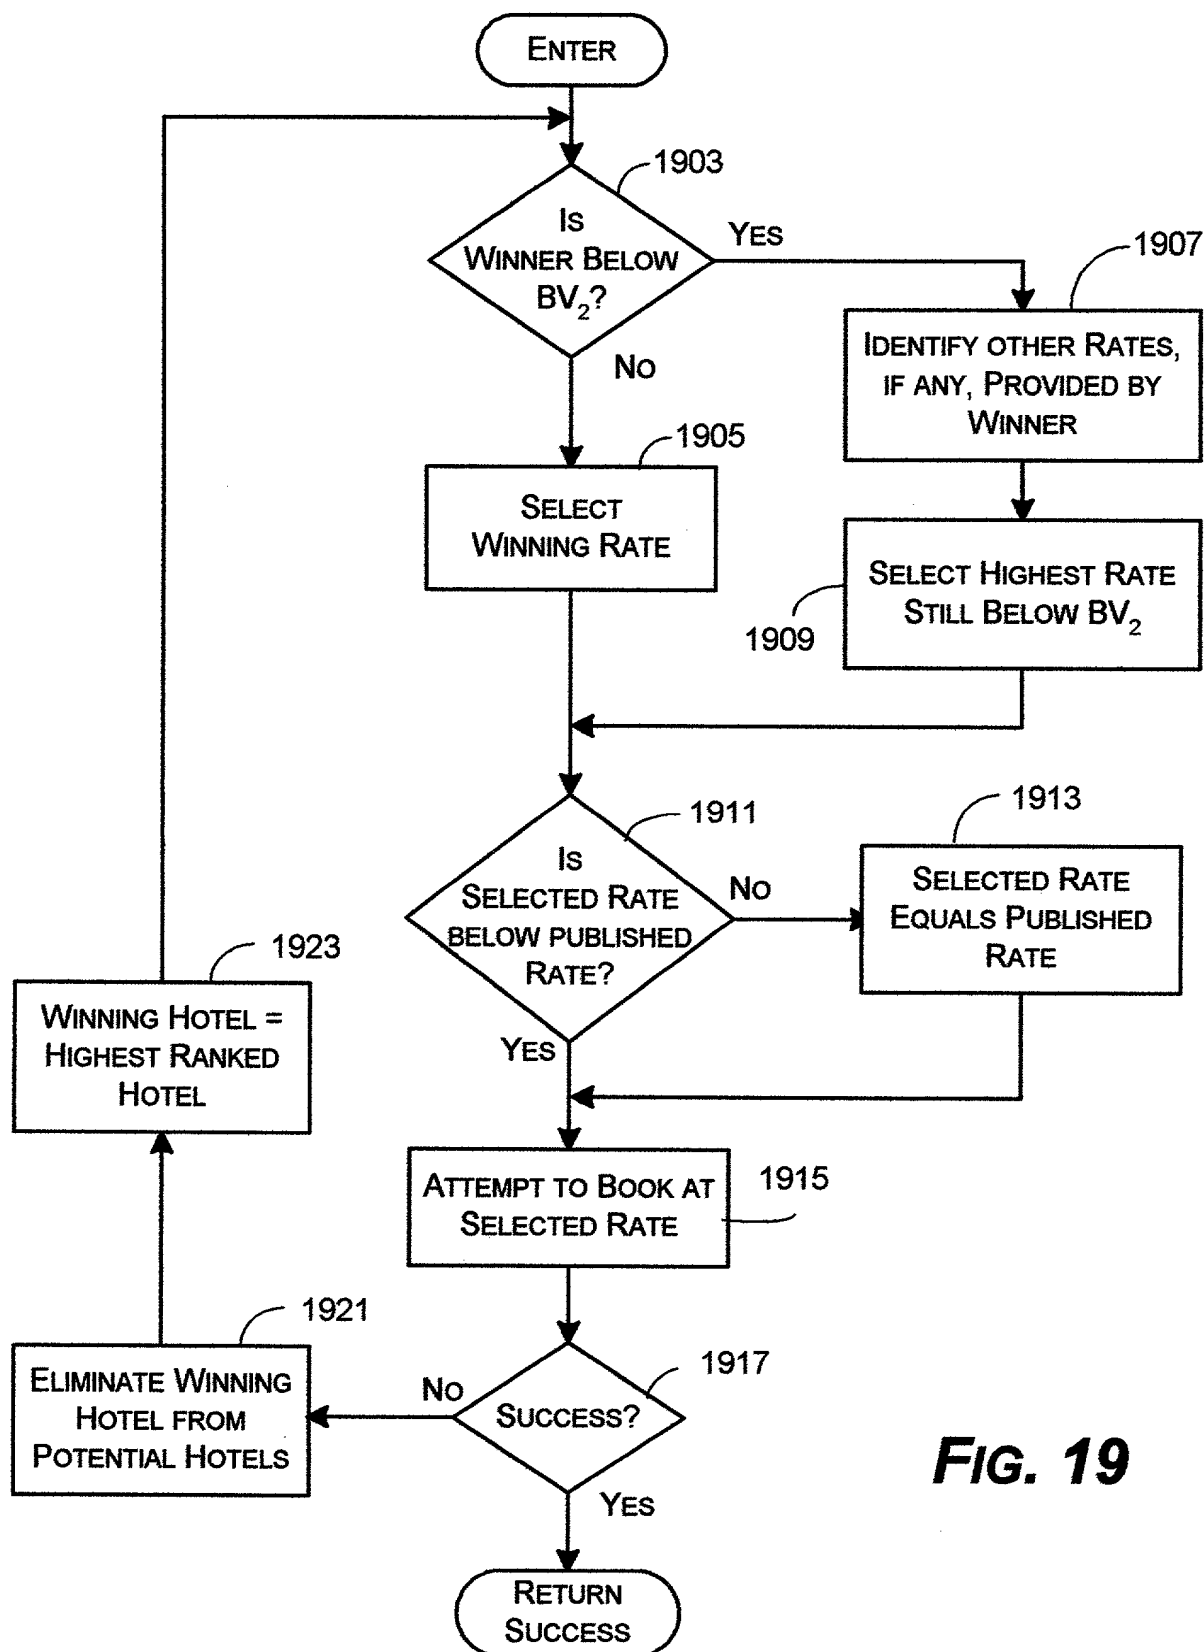 ENTER
1903
IS
WINNER BELOW
BV₂?
YES
NO
1907
IDENTIFY OTHER RATES,
IF ANY, PROVIDED BY
WINNER
1905
SELECT
WINNING RATE
SELECT HIGHEST RATE
STILL BELOW BV₂
1909
1911
IS
SELECTED RATE
BELOW PUBLISHED
RATE?
NO
YES
1913
SELECTED RATE
EQUALS PUBLISHED
RATE
1923
WINNING HOTEL =
HIGHEST RANKED
HOTEL
ATTEMPT TO BOOK AT
SELECTED RATE
1915
1921
ELIMINATE WINNING
HOTEL FROM
POTENTIAL HOTELS
NO
1917
SUCCESS?
YES
RETURN
SUCCESS
FIG. 19